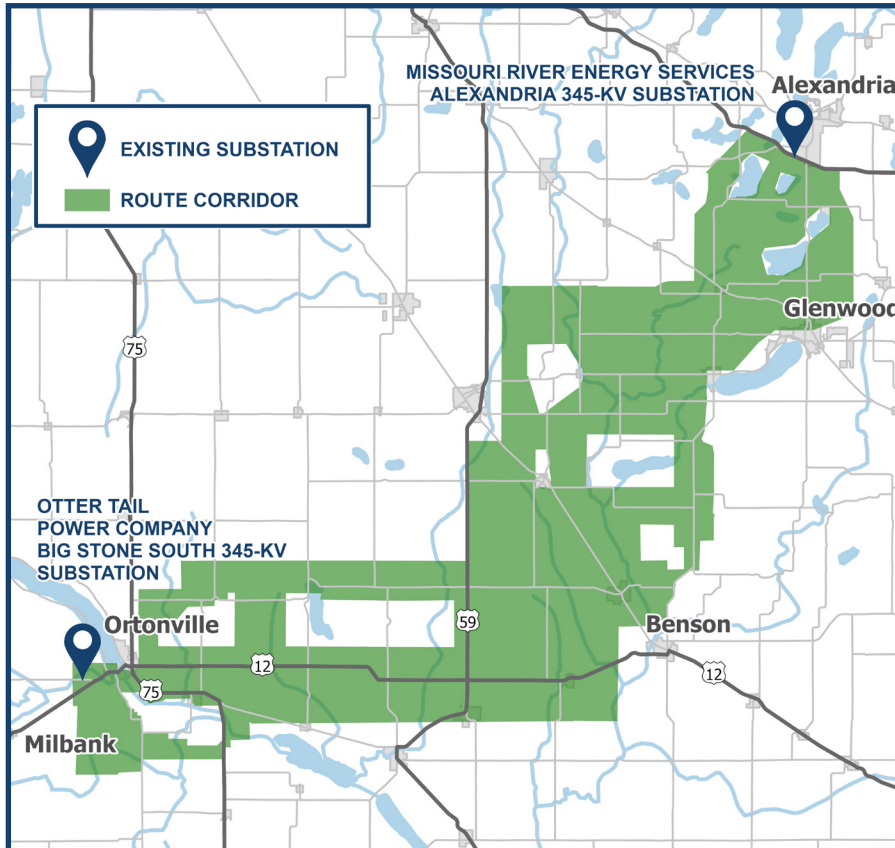 MISSOURI RIVER ENERGY SERVICES
ALEXANDRIA 345-KV SUBSTATION
Alexandria
EXISTING SUBSTATION
ROUTE CORRIDOR
Glenwood
75
OTTER TAIL
POWER COMPANY
BIG STONE SOUTH 345-KV
SUBSTATION
Ortonville
59
Benson
12
12
75
Milbank